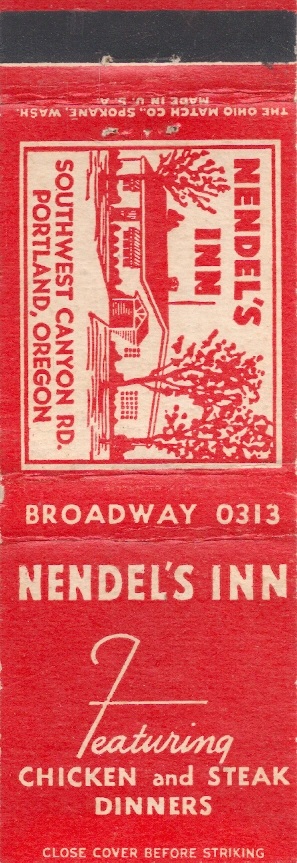 THE OHIO MATCH CO., SPOKANE, WASH.
MADE IN U.S.A.
NENDEL'S
INN
SOUTHWEST CANYON RD.
PORTLAND, OREGON
BROADWAY 0313
NENDEL'S INN
Featuring
CHICKEN and STEAK
DINNERS
CLOSE COVER BEFORE STRIKING